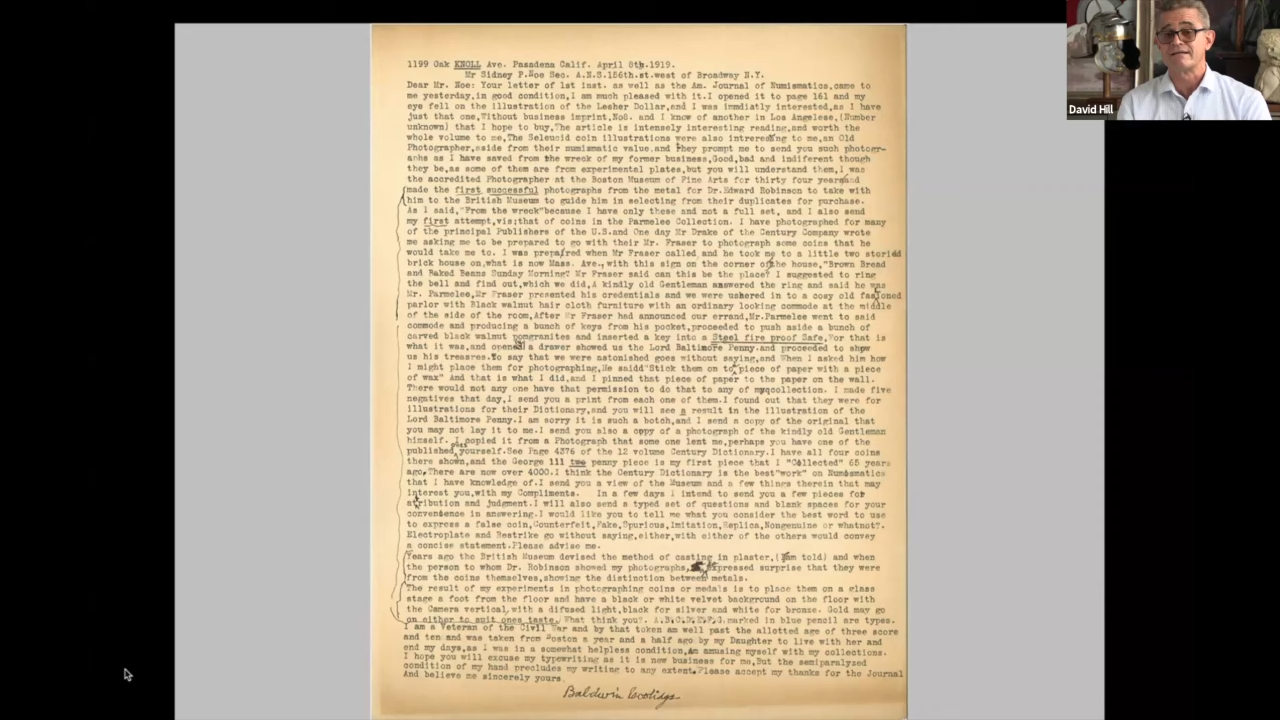 1199 Oak KNOLL Ave. Pasadena Calif. April 8th.1919.
Mr Sidney P.Noe Sec. A.N.S.156th.st.west of Broadway N.Y.
Dear Mr. Noe: Your letter of 1st inst. as well as the Am. Journal of Numismatics,came to
me yesterday,in good condition,I am much pleased with it.I opened it to page 161 and my
eye fell on the illustration of the Lesher Dollar,and I was immdiatly interested,as I have
just that one,Without business imprint,No8. and I know of another in Los Angelese,(Number
unknown) that I hope to buy,The article is intensely interesting reading,and worth the
whole volume to me,The Seleucid coin illustrations were also intreresting to me,an Old
Photographer,aside from their numismatic value.and they prompt me to send you such photogr-
aphs as I have saved from the wreck of my former business,Good,bad and indiferent though
they be,as some of them are from experimental plates,but you will understand them,I was
the accredited Photographer at the Boston Museum of Fine Arts for thirty four years,and
made the first successful photographs from the metal for Dr.Edward Robinson to take with
him to the British Museum to guide him in selecting from their duplicates for purchase.
As I said,"From the wreck"because I have only these and not a full set, and I also send
my first attempt,vis;that of coins in the Parmelee Collection. I have photographed for many
of the principal Publishers of the U.S.and One day Mr Drake of the Century Company wrote
me asking me to be prepared to go with their Mr. Fraser to photograph some coins that he
would take me to. I was prepared when Mr Fraser called and he took me to a little two storied
brick house on,what is now Mass. Ave.,with this sign on the corner of the house,"Brown Bread
and Baked Beans Sunday Morning? Mr Fraser said can this be the place? I suggested to ring
the bell and find out,which we did,A kindly old Gentleman answered the ring and said he was
Mr. Parmelee,Mr Fraser presented his credentials and we were ushered in to a cosy old fasioned
parlor with Black walnut hair cloth furniture with an ordinary looking commode at the middle
of the side of the room,After Mr Fraser had announced our errand,Mr.Parmelee went to said
commode and producing a bunch of keys from his pocket,proceeded to push aside a bunch of
carved black walnut pomgranites and inserted a key into a Steel fire proof Safe,For that is
what it was,and opened a drawer showed us the Lord Baltimore Penny.and proceeded to show
us his treasres.To say that we were astonished goes without saying,and When I asked him how
I might place them for photographing,He saidd"Stick them on to piece of paper with a piece
of wax" And that is what I did,and I pinned that piece of paper to the paper on the wall.
There would not any one have that permission to do that to any of my collection. I made five
negatives that day,I send you a print from each one of them.I found out that they were for
illustrations for their Dictionary,and you will see a result in the illustration of the
Lord Baltimore Penny.I am sorry it is such a botch,and I send a copy of the original that
you may not lay it to me.I send you also a copy of a photograph of the kindly old Gentleman
himself. I copied it from a Photograph that some one lent me,perhaps you have one of the
published ones yourself.See Page 4376 of the 12 volume Century Dictionary.I have all four coins
there shown,and the George 111 two penny piece is my first piece that I "Collected" 65 years
ago,There are now over 4000.I think the Century Dictionary is the best"work" on Numismatics
that I have knowledge of.I send you a view of the Museum and a few things therein that may
interest you,with my Compliments. In a few days I intend to send you a few pieces for
atribution and judgment.I will also send a typed set of questions and blank spaces for your
convenience in answering.I would like you to tell me what you consider the best word to use
to express a false coin,Counterfeit,Fake,Spurious,Imitation,Replica,Nongenuine or whatnot?.
Electroplate and Restrike go without saying,either,with either of the others would convey
a concise statement.Please advise me.
Years ago the British Museum devised the method of casting in plaster,(I am told) and when
the person to whom Dr. Robinson showed my photographs, expressed surprise that they were
from the coins themselves,showing the distinction between metals.
The result of my experiments in photographing coins or medals is to place them on a glass
stage a foot from the floor and have a black or white velvet background on the floor with
the Camera vertical,with a difused light,black for silver and white for bronze. Gold may go
on either to suit ones taste. What think you?. A.B.C.D.E.F.G.marked in blue pencil are types.
I am a Veteran of the Civil War and by that token am well past the allotted age of three score
and ten and was taken from Boston a year and a half ago by my Daughter to live with her and
end my days,as I was in a somewhat helpless condition,Am amusing myself with my collections.
I hope you will excuse my typewriting as it is new business for me,But the semiparalyzed
condition of my hand precludes my writing to any extent.Please accept my thanks for the Journal
And believe me sincerely yours.
Baldwin Coolidge
David Hill